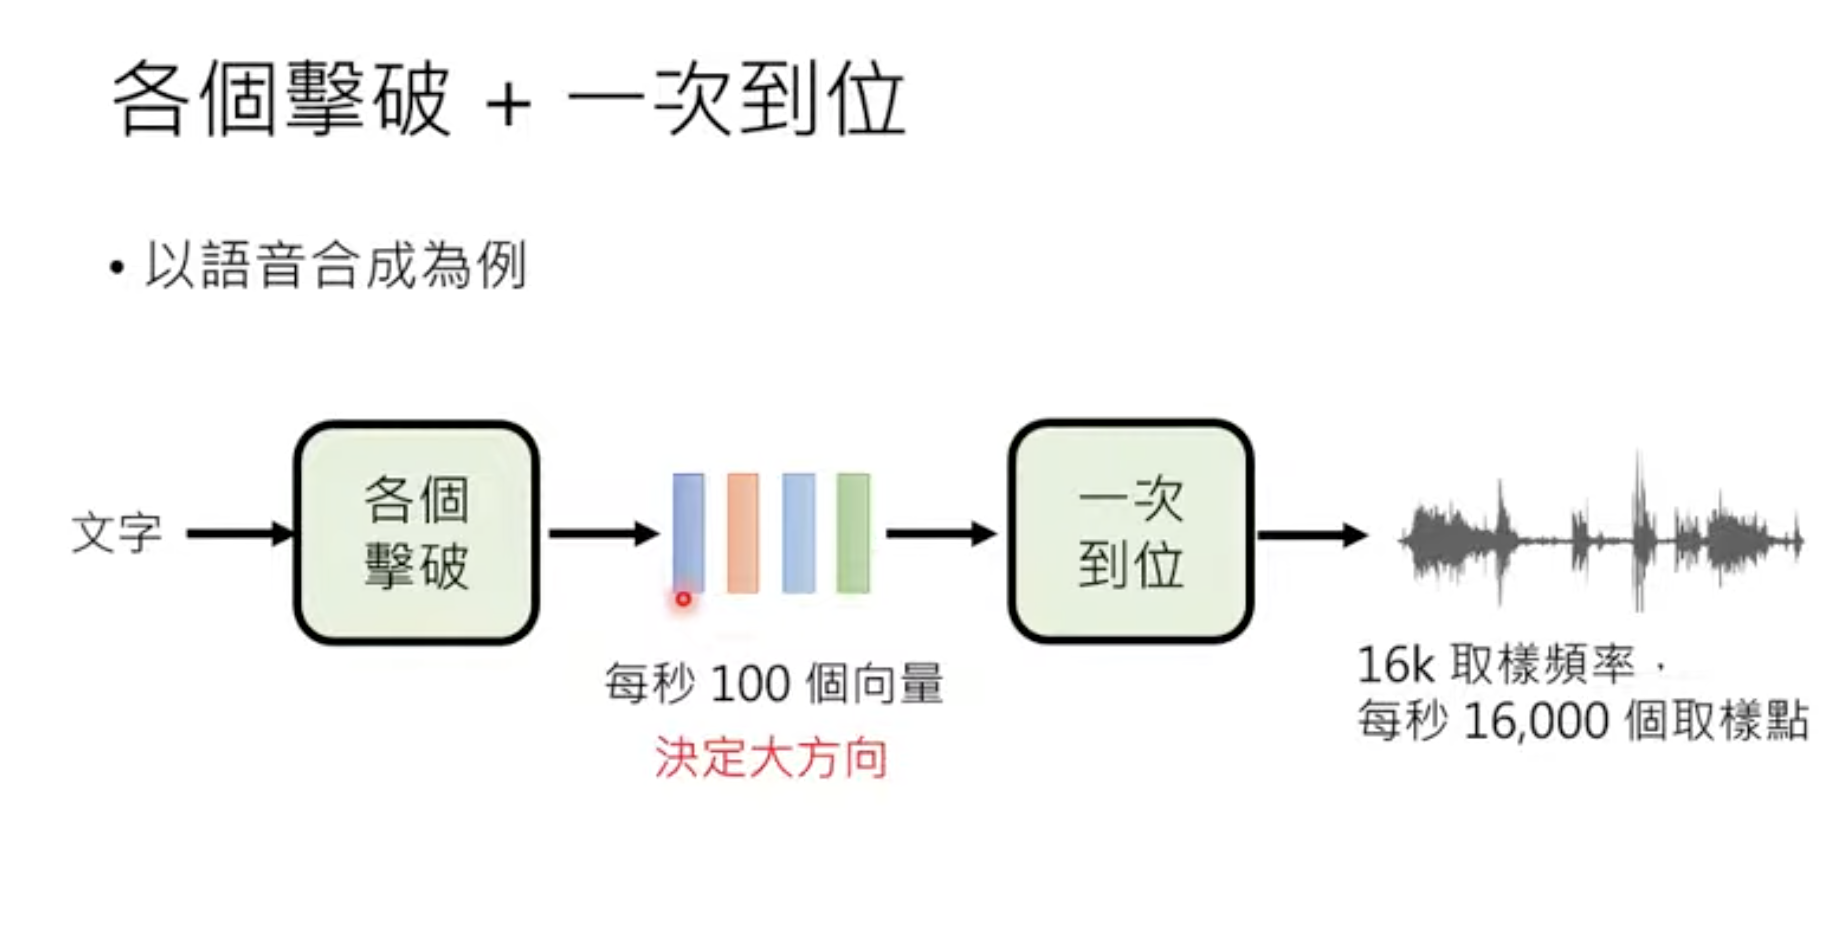 各個擊破 + 一次到位
• 以語音合成為例
文字
各個
擊破
每秒 100 個向量
決定大方向
一次
到位
16k 取樣頻率，
每秒 16,000 個取樣點